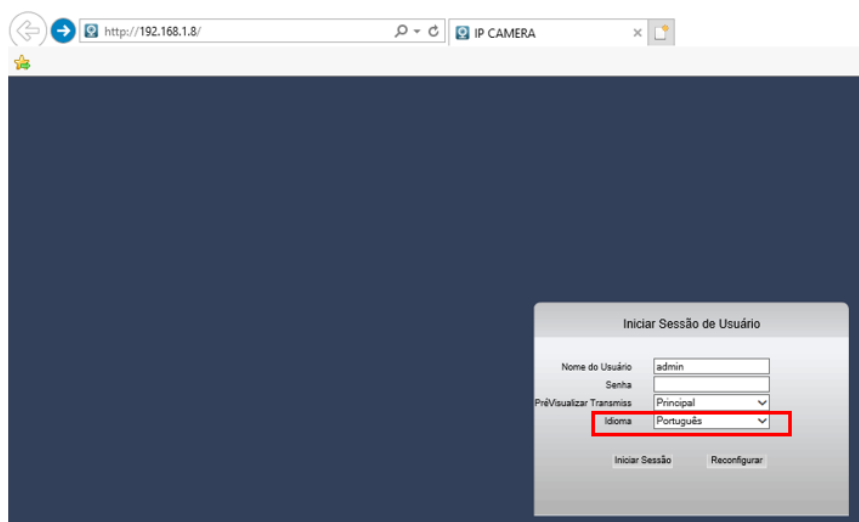 http://192.168.1.8/
IP CAMERA
Iniciar Sessão de Usuário
Nome do Usuário admin
Senha
PréVisualizar Transmiss Principal
Idioma Português
Iniciar Sessão Reconfigurar